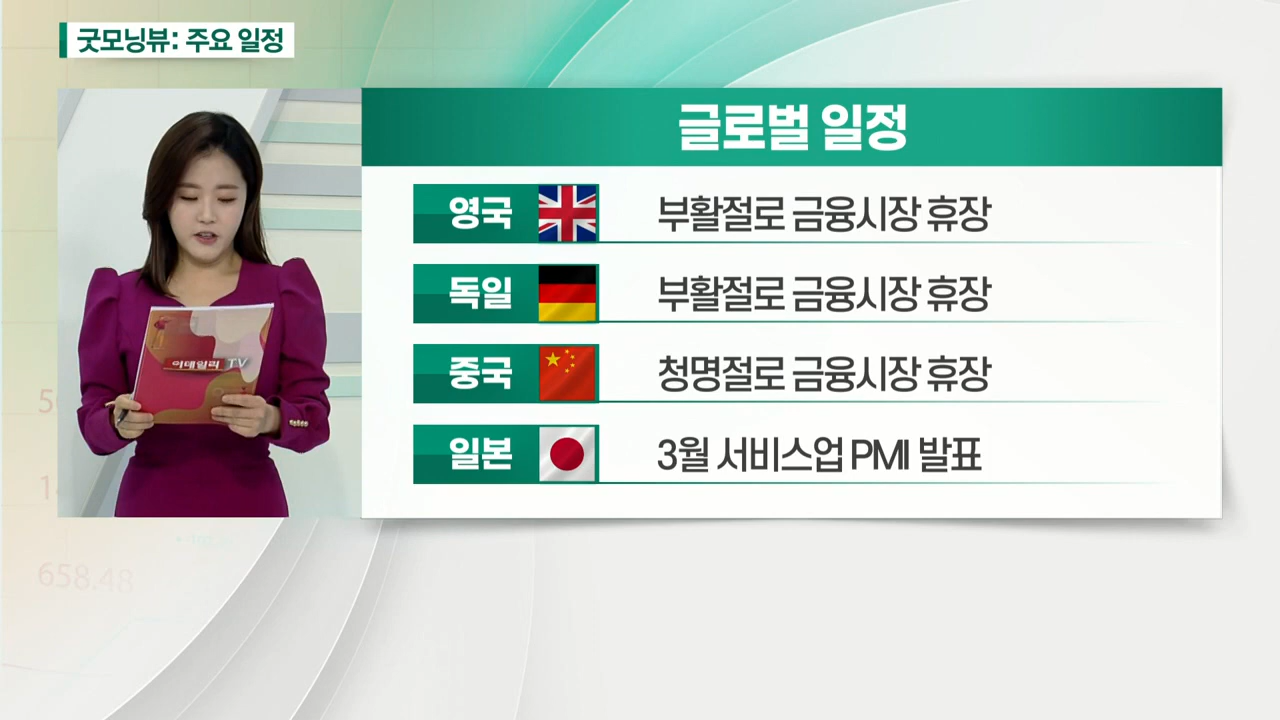 굿모닝뷰: 주요 일정
글로벌 일정
영국 부활절로 금융시장 휴장
독일 부활절로 금융시장 휴장
중국 청명절로 금융시장 휴장
일본 3월 서비스업 PMI 발표
이데일리 TV
658.48